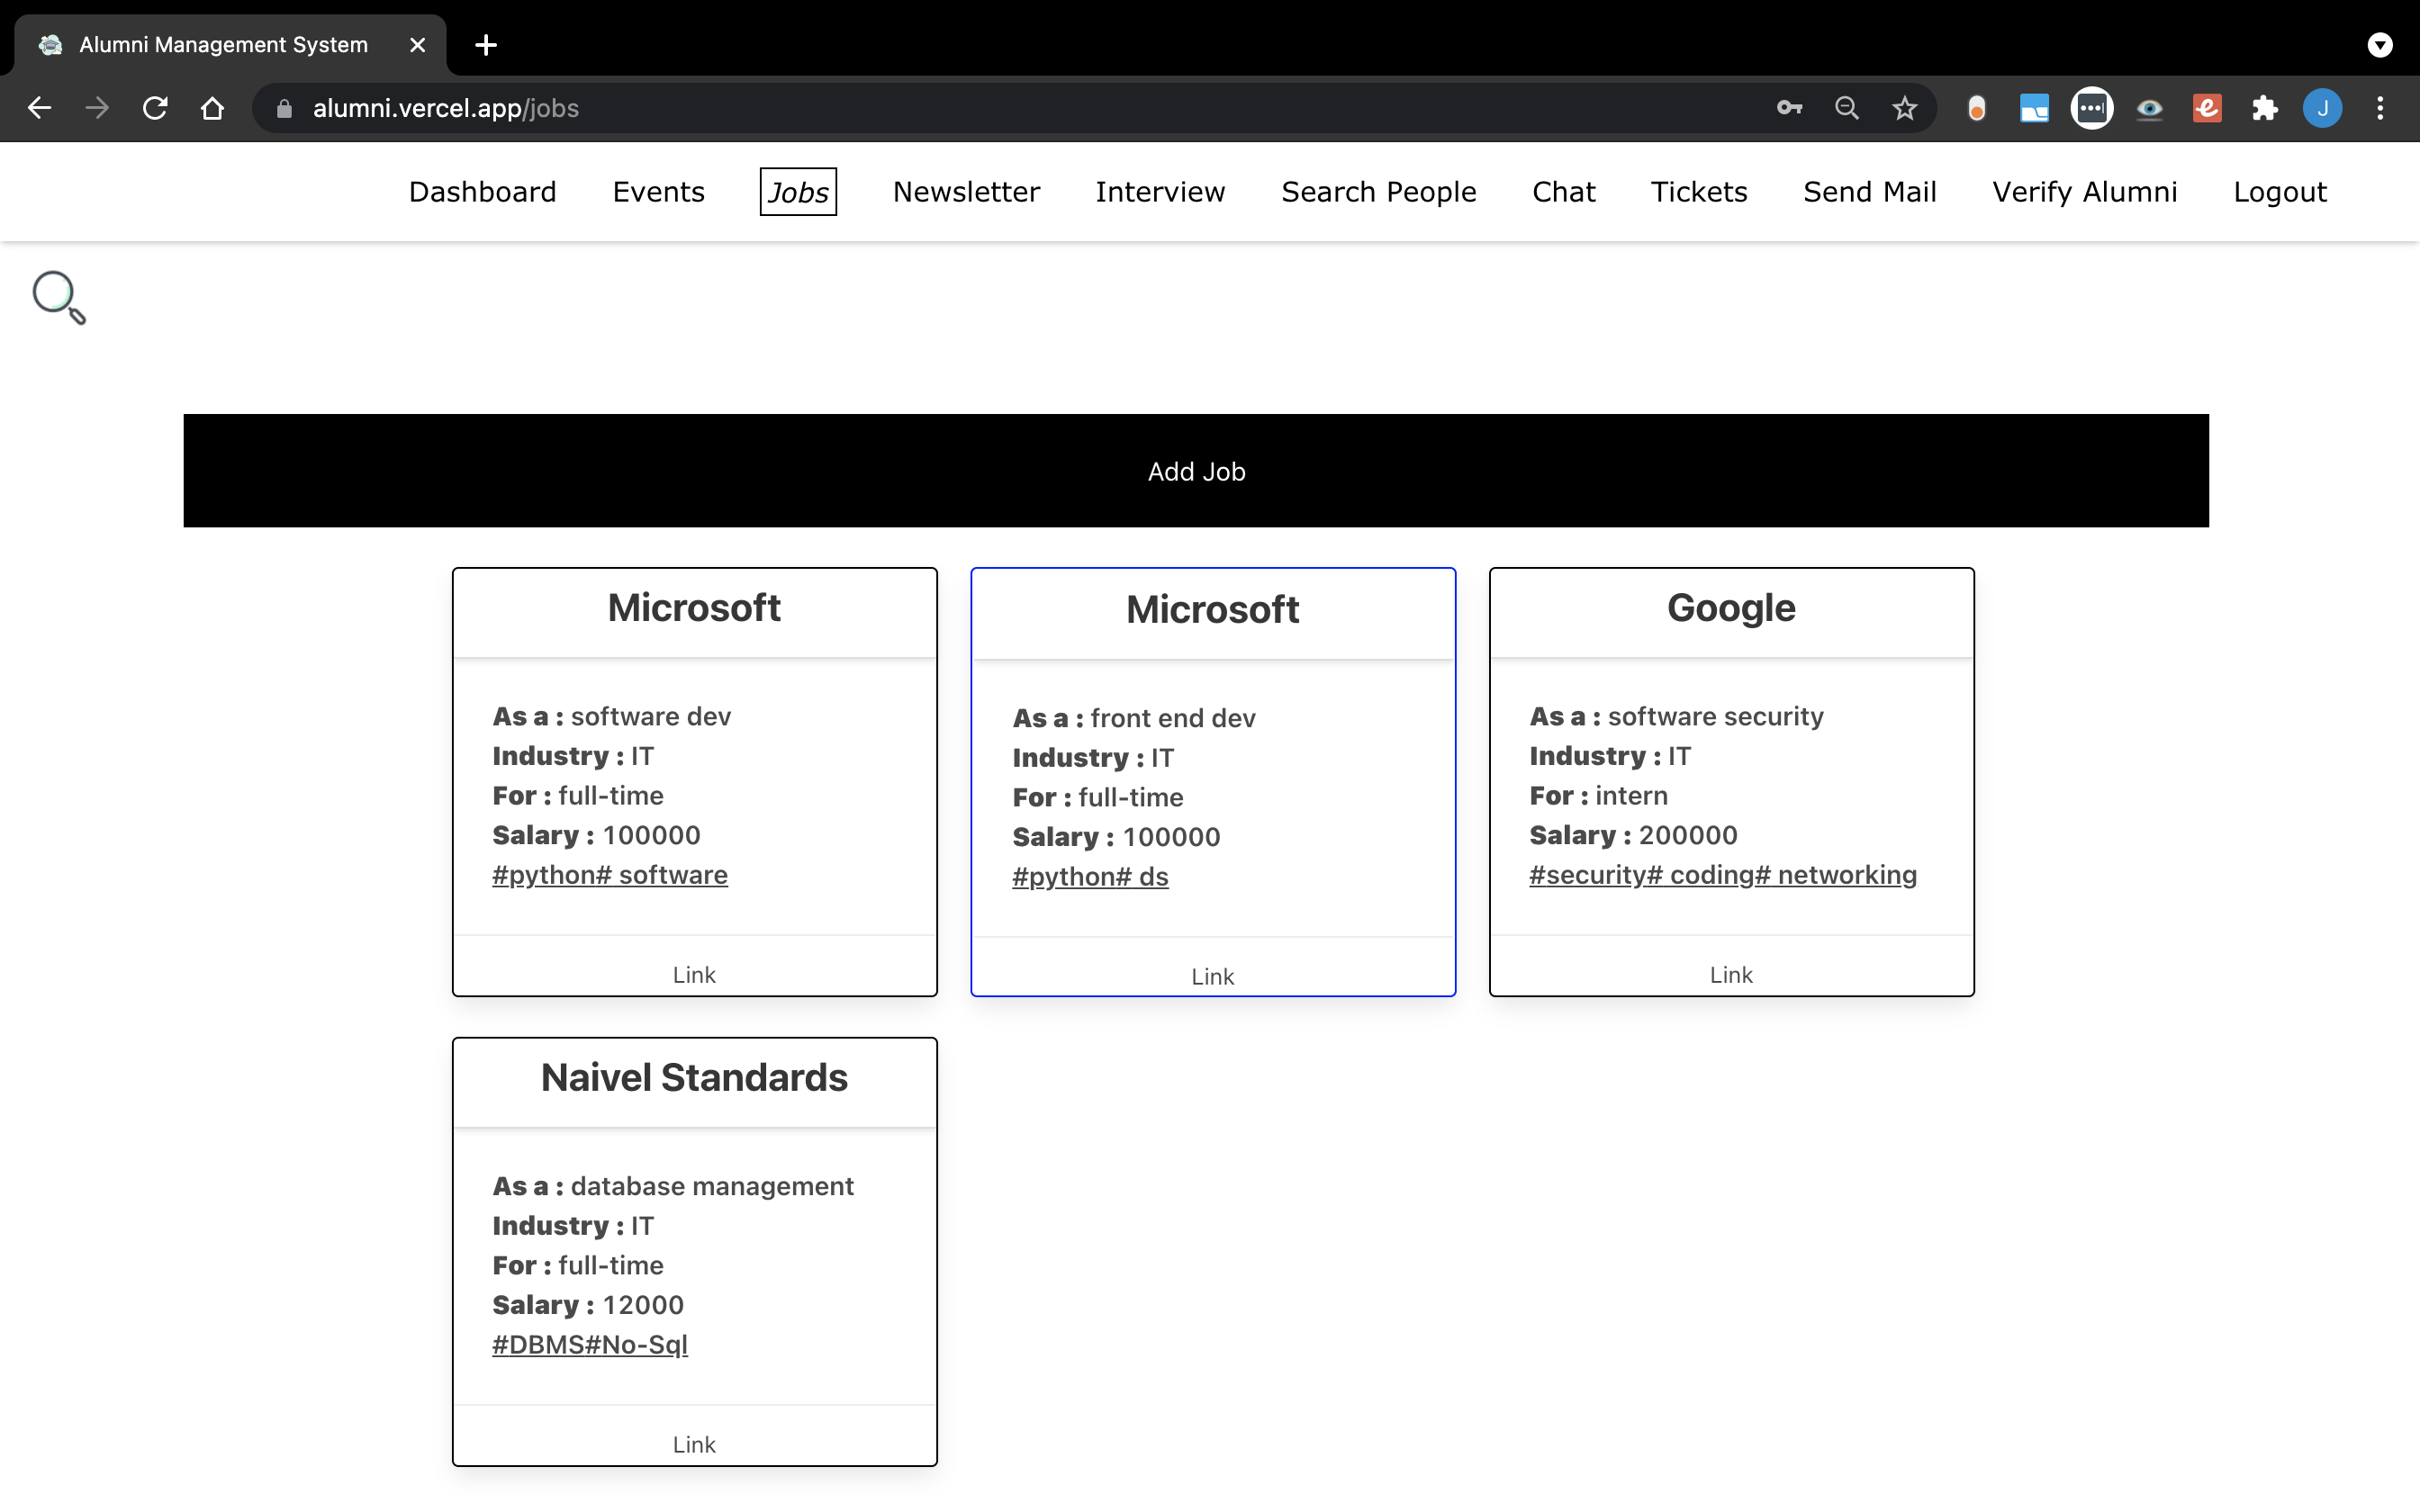 Alumni Management System
alumni.vercel.app/jobs
J
Dashboard Events Jobs Newsletter Interview Search People Chat Tickets Send Mail Verify Alumni Logout
Add Job
Microsoft
As a : software dev
Industry : IT
For : full-time
Salary : 100000
#python# software
Link
Microsoft
As a : front end dev
Industry : IT
For : full-time
Salary : 100000
#python# ds
Link
Google
As a : software security
Industry : IT
For : intern
Salary : 200000
#security# coding# networking
Link
Naivel Standards
As a : database management
Industry : IT
For : full-time
Salary : 12000
#DBMS#No-Sql
Link